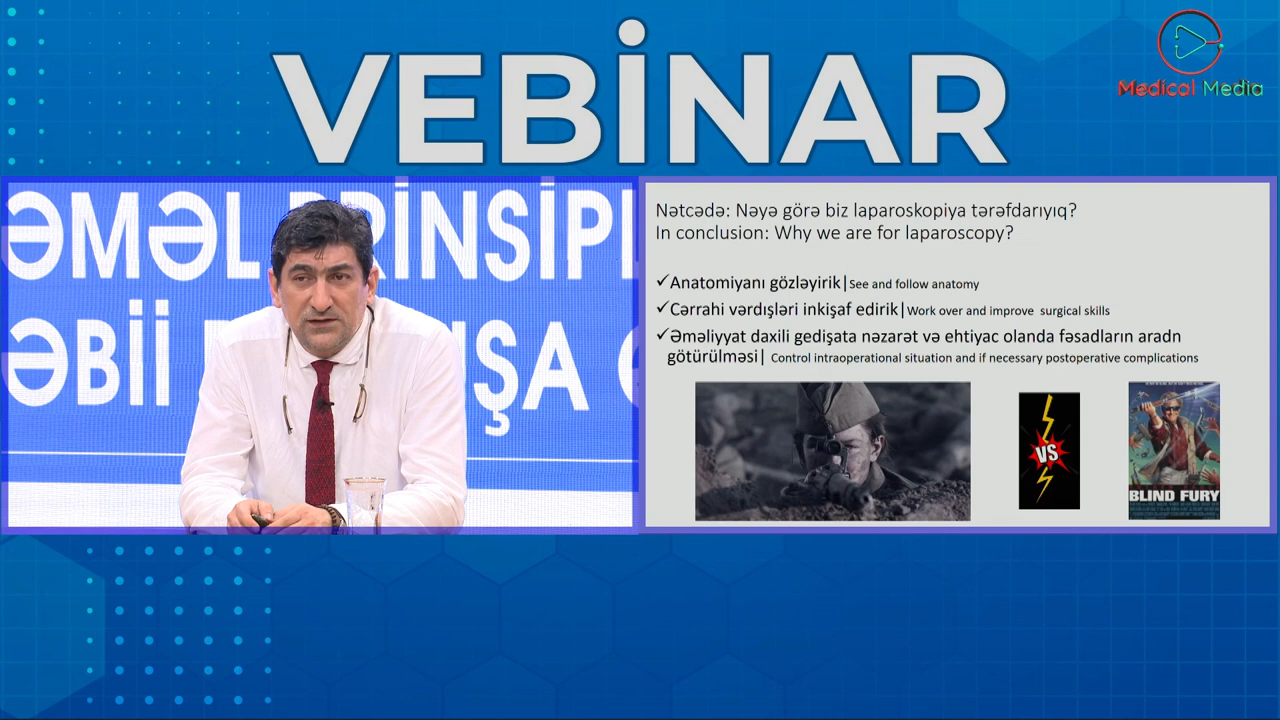 VEBİNAR
Medical Media
ƏMƏL PRİNSİPL
ƏBİİ
ŞA
Nətcədə: Nəyə görə biz laparoskopiya tərəfdarıyıq?
In conclusion: Why we are for laparoscopy?
✓Anatomiyanı gözləyirik|See and follow anatomy
✓Cərrahi vərdışləri inkişaf edirik|Work over and improve surgical skills
✓Əməliyyat daxili gedişata nəzarət və ehtiyac olanda fəsadların aradn
götürülməsi| Control intraoperational situation and if necessary postoperative complications
VS
BLIND FURY